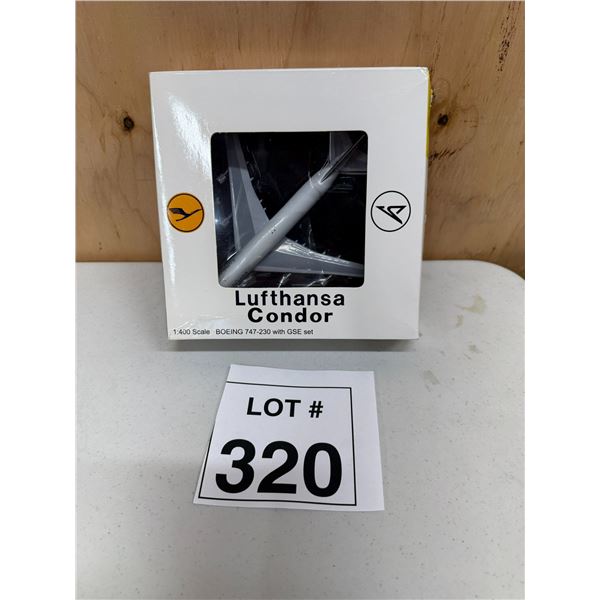 Lufthansa
Condor
1:400 Scale BOEING 747-230 with GSE set
LOT #
320